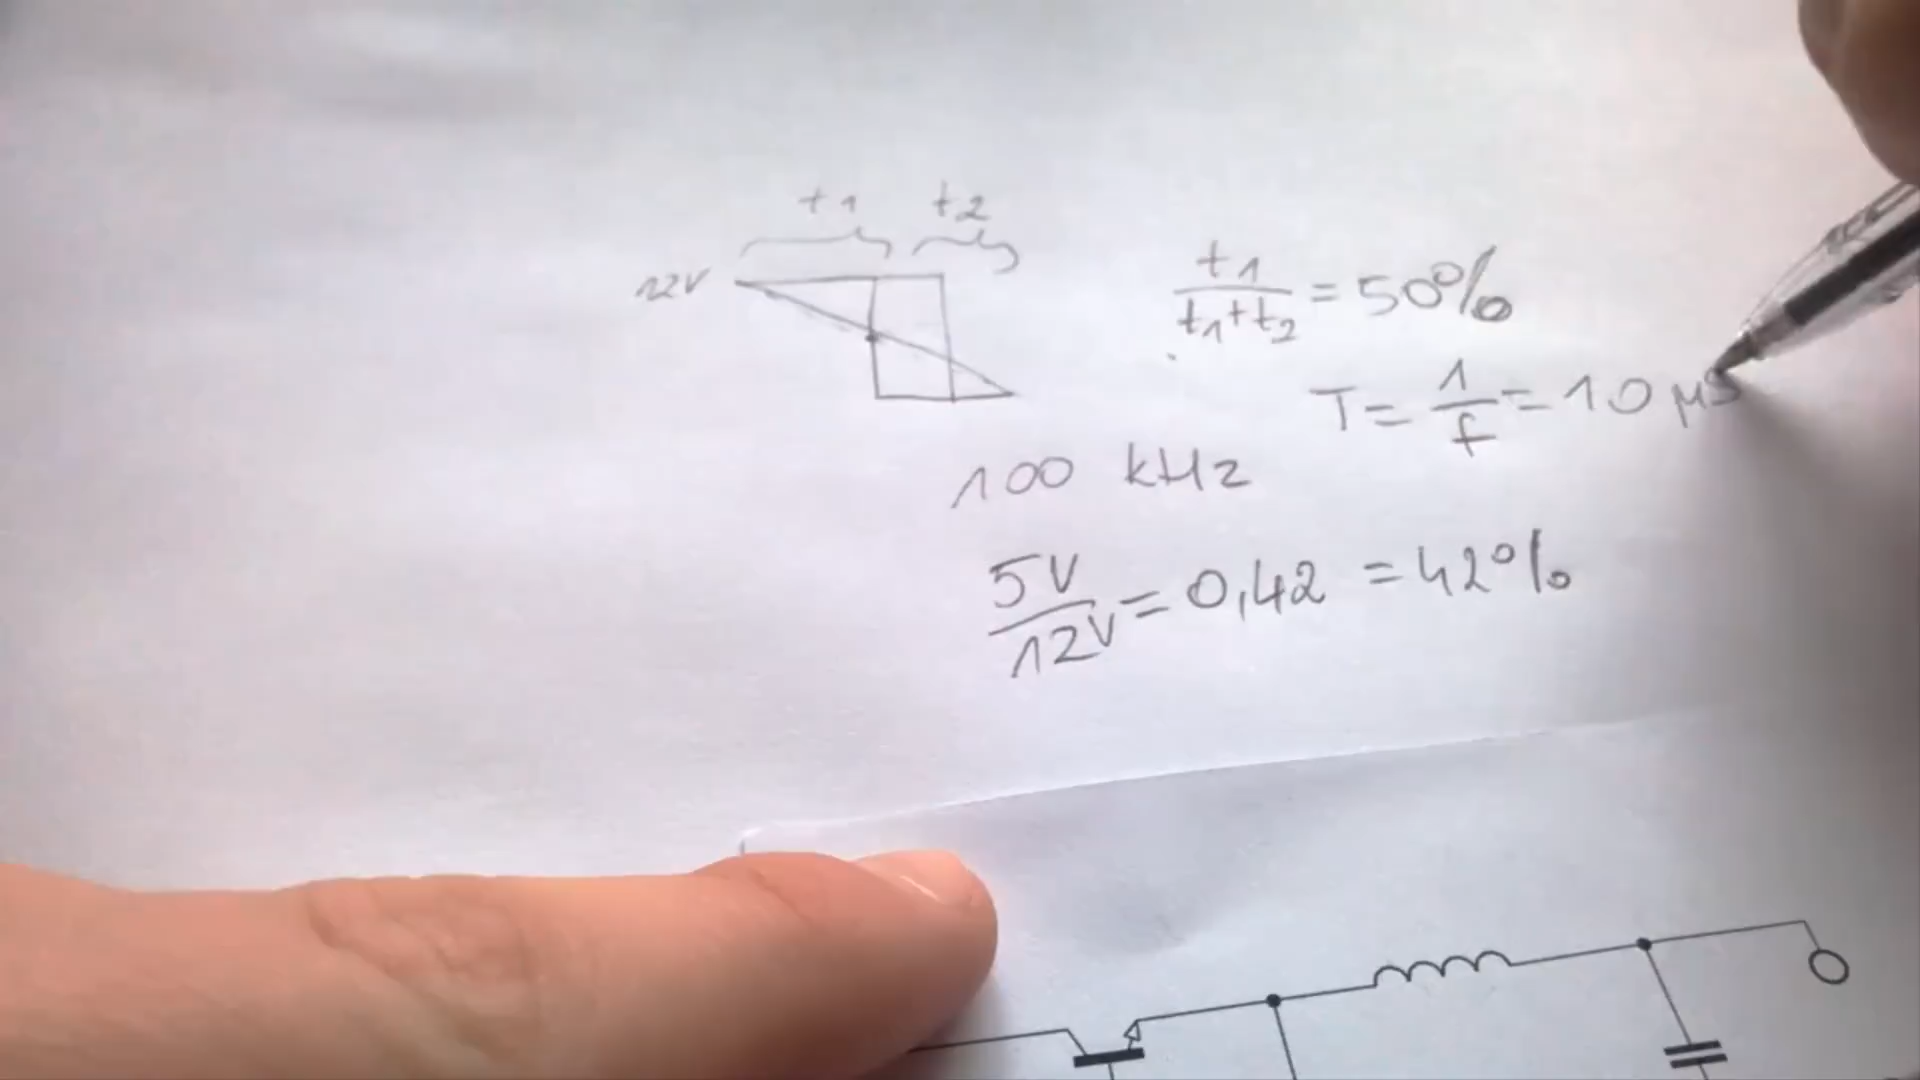 t1 t2
12V
t1/(t1+t2) = 50%
T = 1/f = 10 µs
100 kHz
5V/12V = 0,42 = 42%